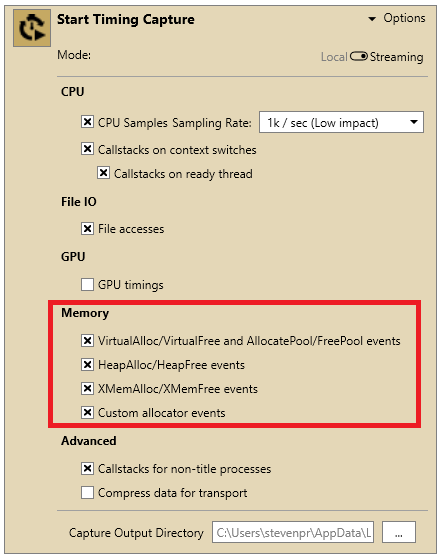 Start Timing Capture
Options
Mode:
Local
Streaming
CPU
CPU Samples Sampling Rate:
1k / sec (Low impact)
Callstacks on context switches
Callstacks on ready thread
File IO
File accesses
GPU
GPU timings
Memory
VirtualAlloc/VirtualFree and AllocatePool/FreePool events
HeapAlloc/HeapFree events
XMemAlloc/XMemFree events
Custom allocator events
Advanced
Callstacks for non-title processes
Compress data for transport
Capture Output Directory
C:\Users\stevenpr\AppData\L
...